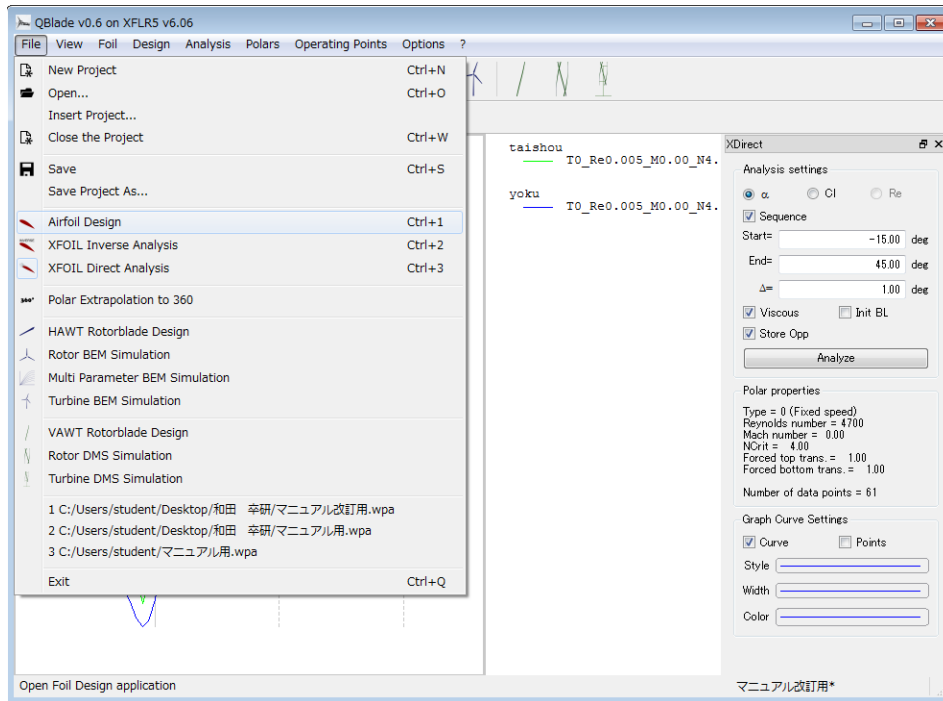 QBlade v0.6 on XFLR5 v6.06
File View Foil Design Analysis Polars Operating Points Options ?
New Project Ctrl+N
Open... Ctrl+O
Insert Project...
Close the Project Ctrl+W
Save Ctrl+S
Save Project As...
Airfoil Design Ctrl+1
XFOIL Inverse Analysis Ctrl+2
XFOIL Direct Analysis Ctrl+3
360° Polar Extrapolation to 360
HAWT Rotorblade Design
Rotor BEM Simulation
Multi Parameter BEM Simulation
Turbine BEM Simulation
VAWT Rotorblade Design
Rotor DMS Simulation
Turbine DMS Simulation
1 C:/Users/student/Desktop/和田　卒研/マニュアル改訂用.wpa
2 C:/Users/student/Desktop/和田　卒研/マニュアル用.wpa
3 C:/Users/student/マニュアル用.wpa
Exit Ctrl+Q
taishou
T0_Re0.005_M0.00_N4.
yoku
T0_Re0.005_M0.00_N4.
XDirect
Analysis settings
α Cl Re
Sequence
Start= -15.00 deg
End= 45.00 deg
Δ= 1.00 deg
Viscous Init BL
Store Opp
Analyze
Polar properties
Type = 0 (Fixed speed)
Reynolds number = 4700
Mach number = 0.00
NCrit = 4.00
Forced top trans. = 1.00
Forced bottom trans. = 1.00
Number of data points = 61
Graph Curve Settings
Curve Points
Style
Width
Color
Open Foil Design application
マニュアル改訂用*